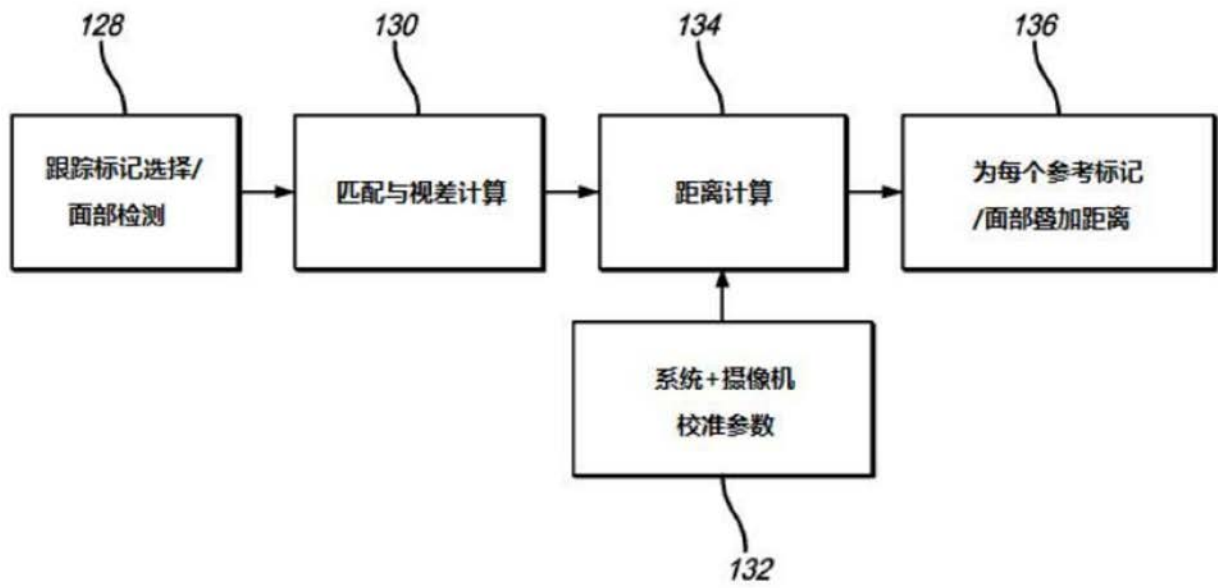 128
130
134
136
跟踪标记选择/
面部检测
匹配与视差计算
距离计算
为每个参考标记
/面部叠加距离
系统+摄像机
校准参数
132